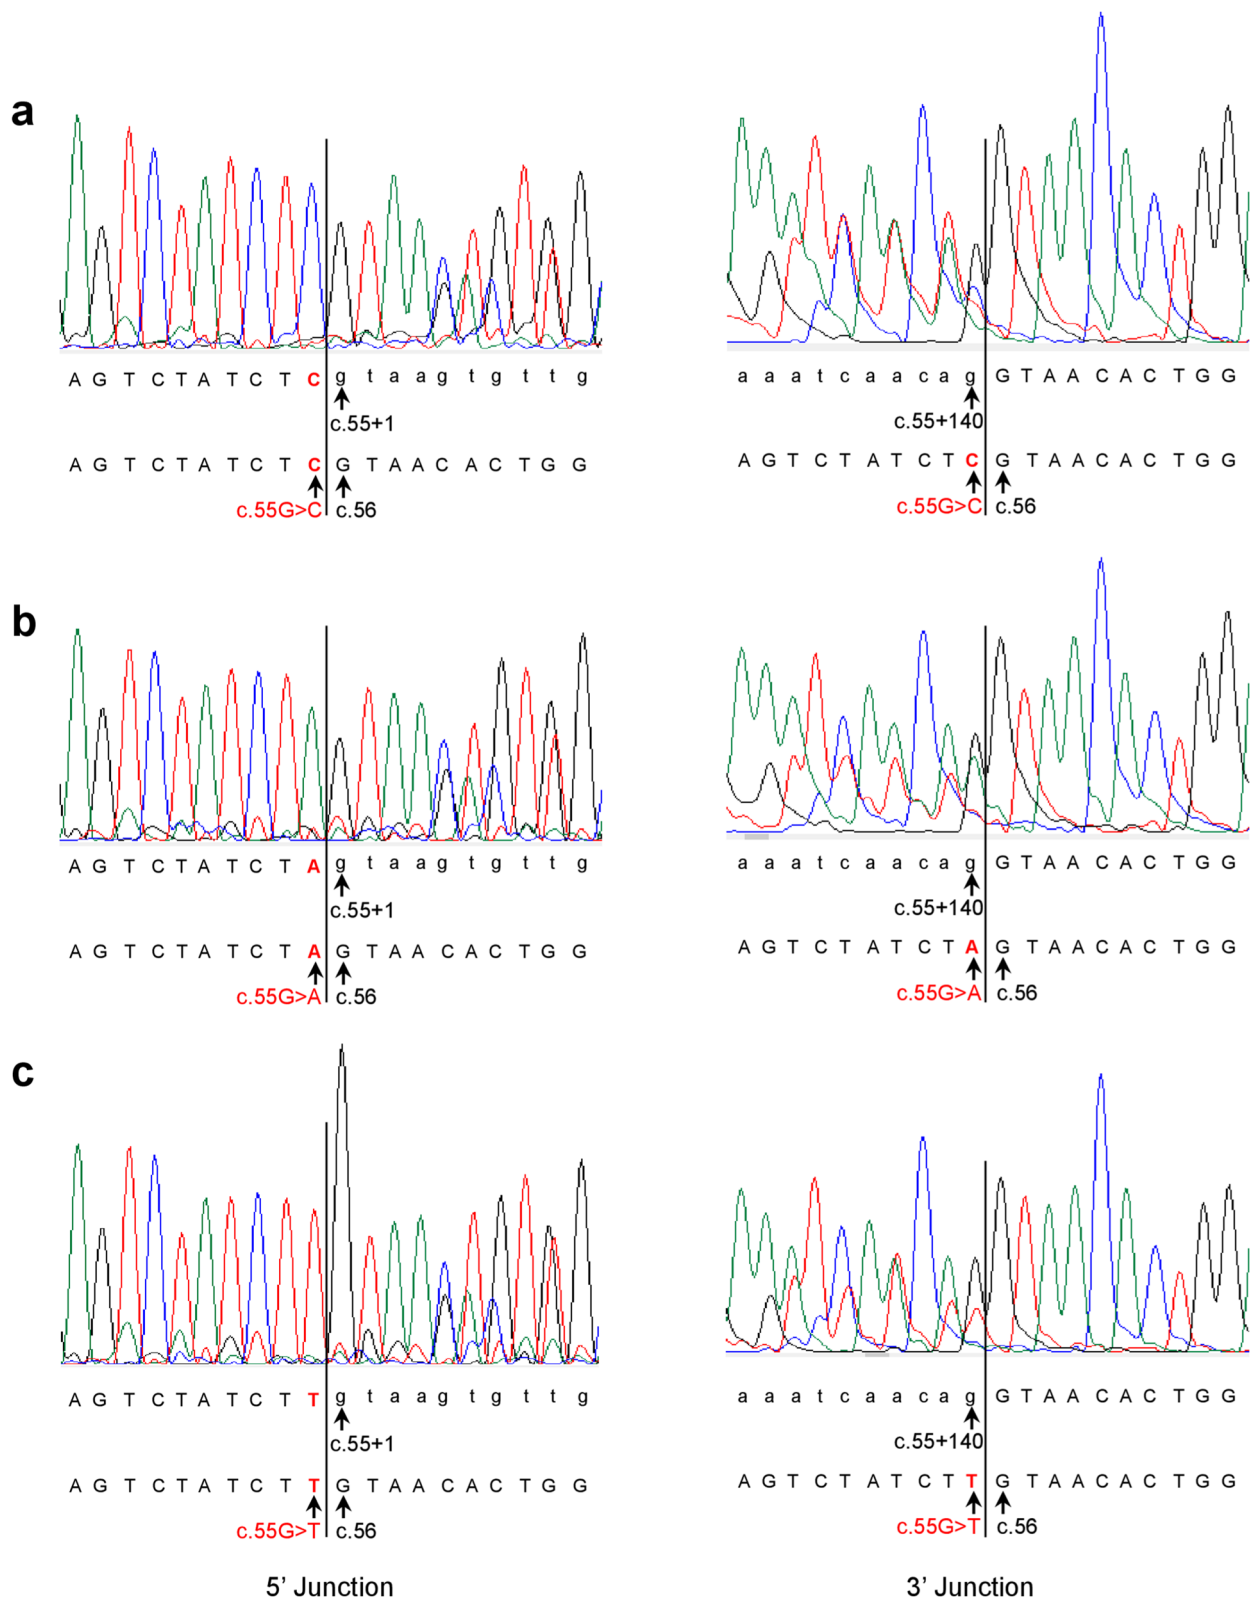 a
A G T C T A T C T C g t a a g t g t t g
a a a t c a a c a g G T A A C A C T G G
c.55+1
c.55+140
A G T C T A T C T C G T A A C A C T G G
A G T C T A T C T C G T A A C A C T G G
c.55G>C c.56
c.55G>C c.56
b
A G T C T A T C T A g t a a g t g t t g
a a a t c a a c a g G T A A C A C T G G
c.55+1
c.55+140
A G T C T A T C T A G T A A C A C T G G
A G T C T A T C T A G T A A C A C T G G
c.55G>A c.56
c.55G>A c.56
c
A G T C T A T C T T g t a a g t g t t g
a a a t c a a c a g G T A A C A C T G G
c.55+1
c.55+140
A G T C T A T C T T G T A A C A C T G G
A G T C T A T C T T G T A A C A C T G G
c.55G>T c.56
c.55G>T c.56
5’ Junction
3’ Junction